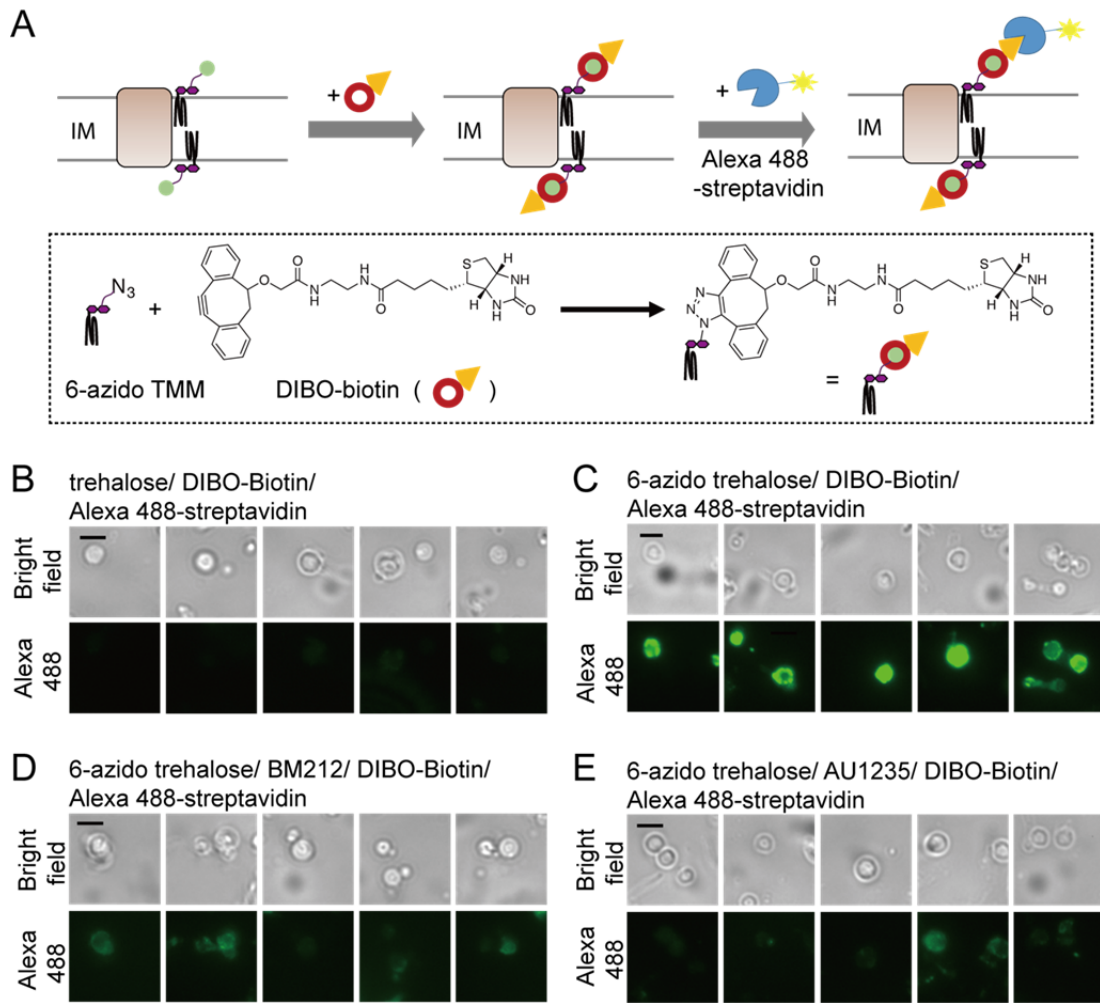 A
IM
+
IM
+
Alexa 488
-streptavidin
IM
N3
+
6-azido TMM
O
O
N
H
H
N
O
S
H
H
NH
N
H
O
DIBO-biotin ( )
N
N
N
O
O
N
H
H
N
O
S
H
H
NH
N
H
O
=
B
trehalose/ DIBO-Biotin/
Alexa 488-streptavidin
Bright
field
Alexa
488
C
6-azido trehalose/ DIBO-Biotin/
Alexa 488-streptavidin
Bright
field
Alexa
488
D
6-azido trehalose/ BM212/ DIBO-Biotin/
Alexa 488-streptavidin
Bright
field
Alexa
488
E
6-azido trehalose/ AU1235/ DIBO-Biotin/
Alexa 488-streptavidin
Bright
field
Alexa
488